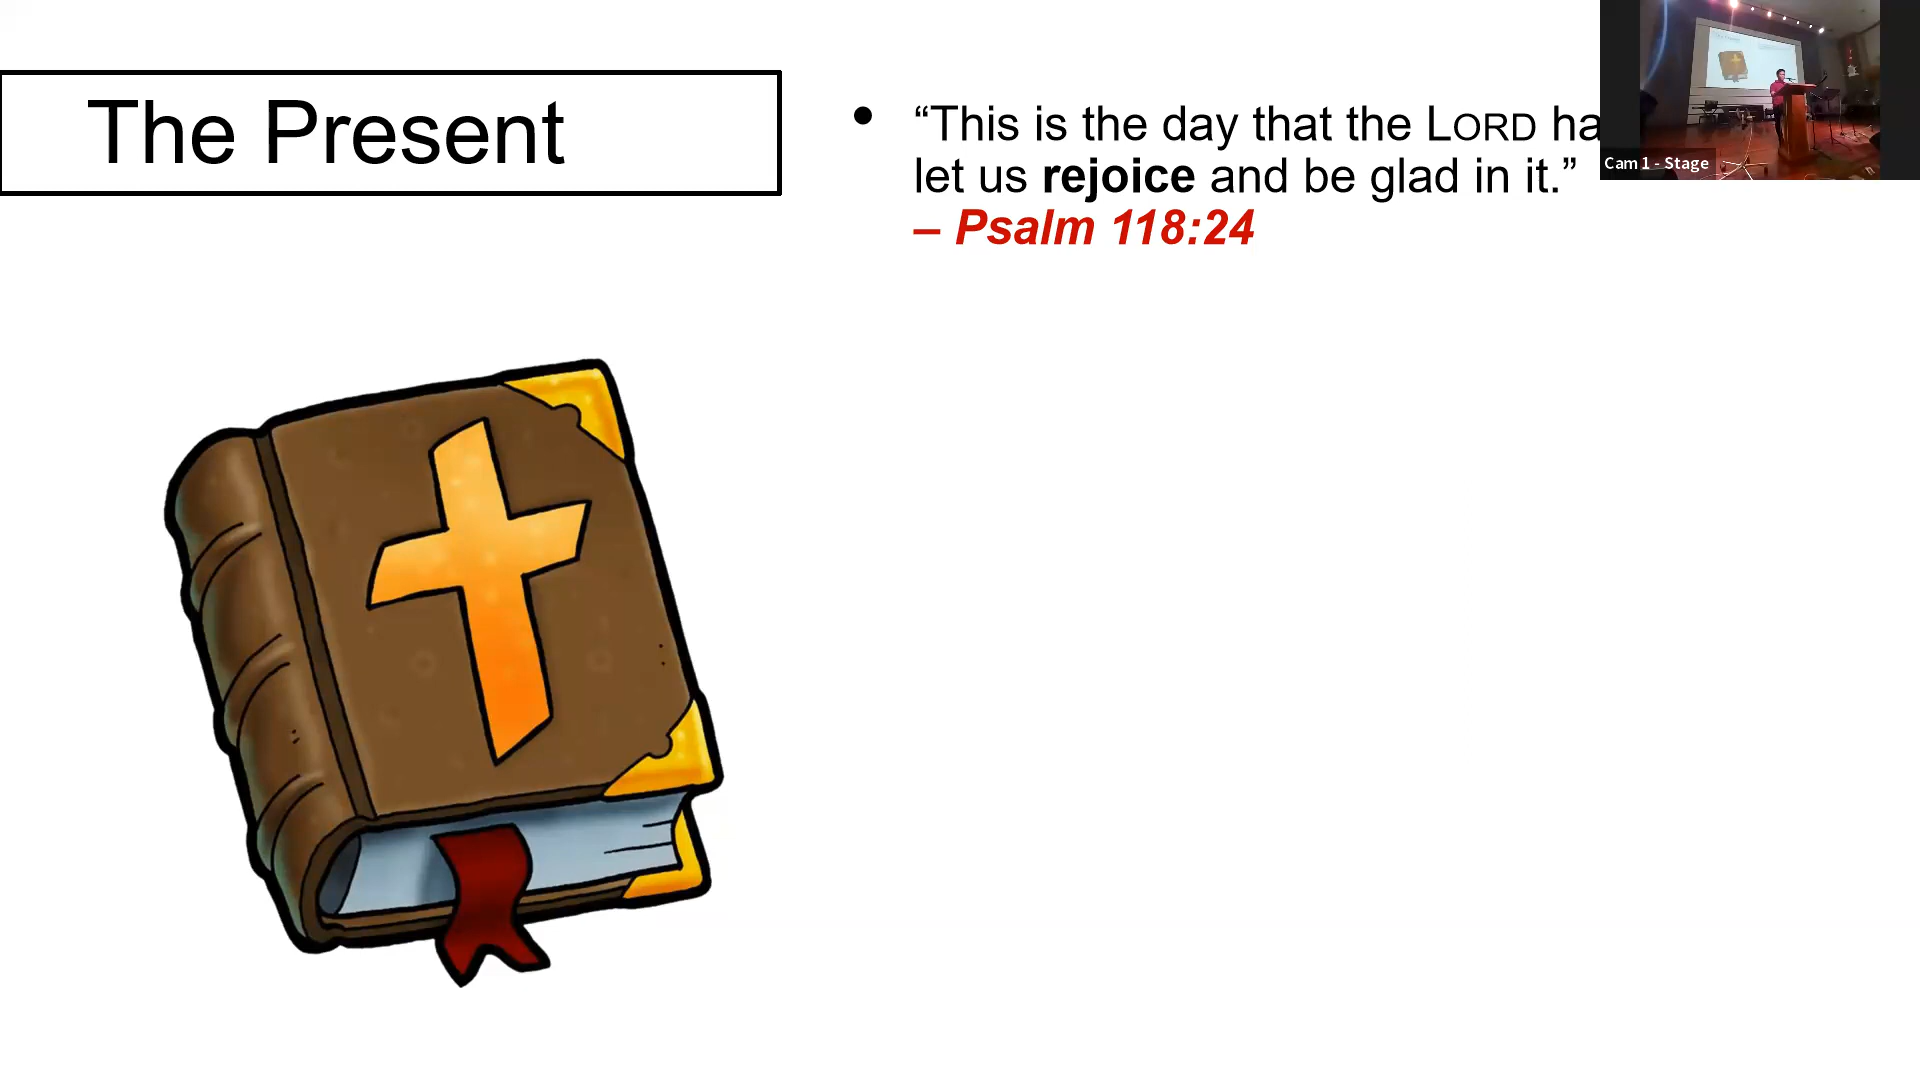 The Present
• “This is the day that the LORD ha
let us rejoice and be glad in it.”
– Psalm 118:24
Cam 1 - Stage